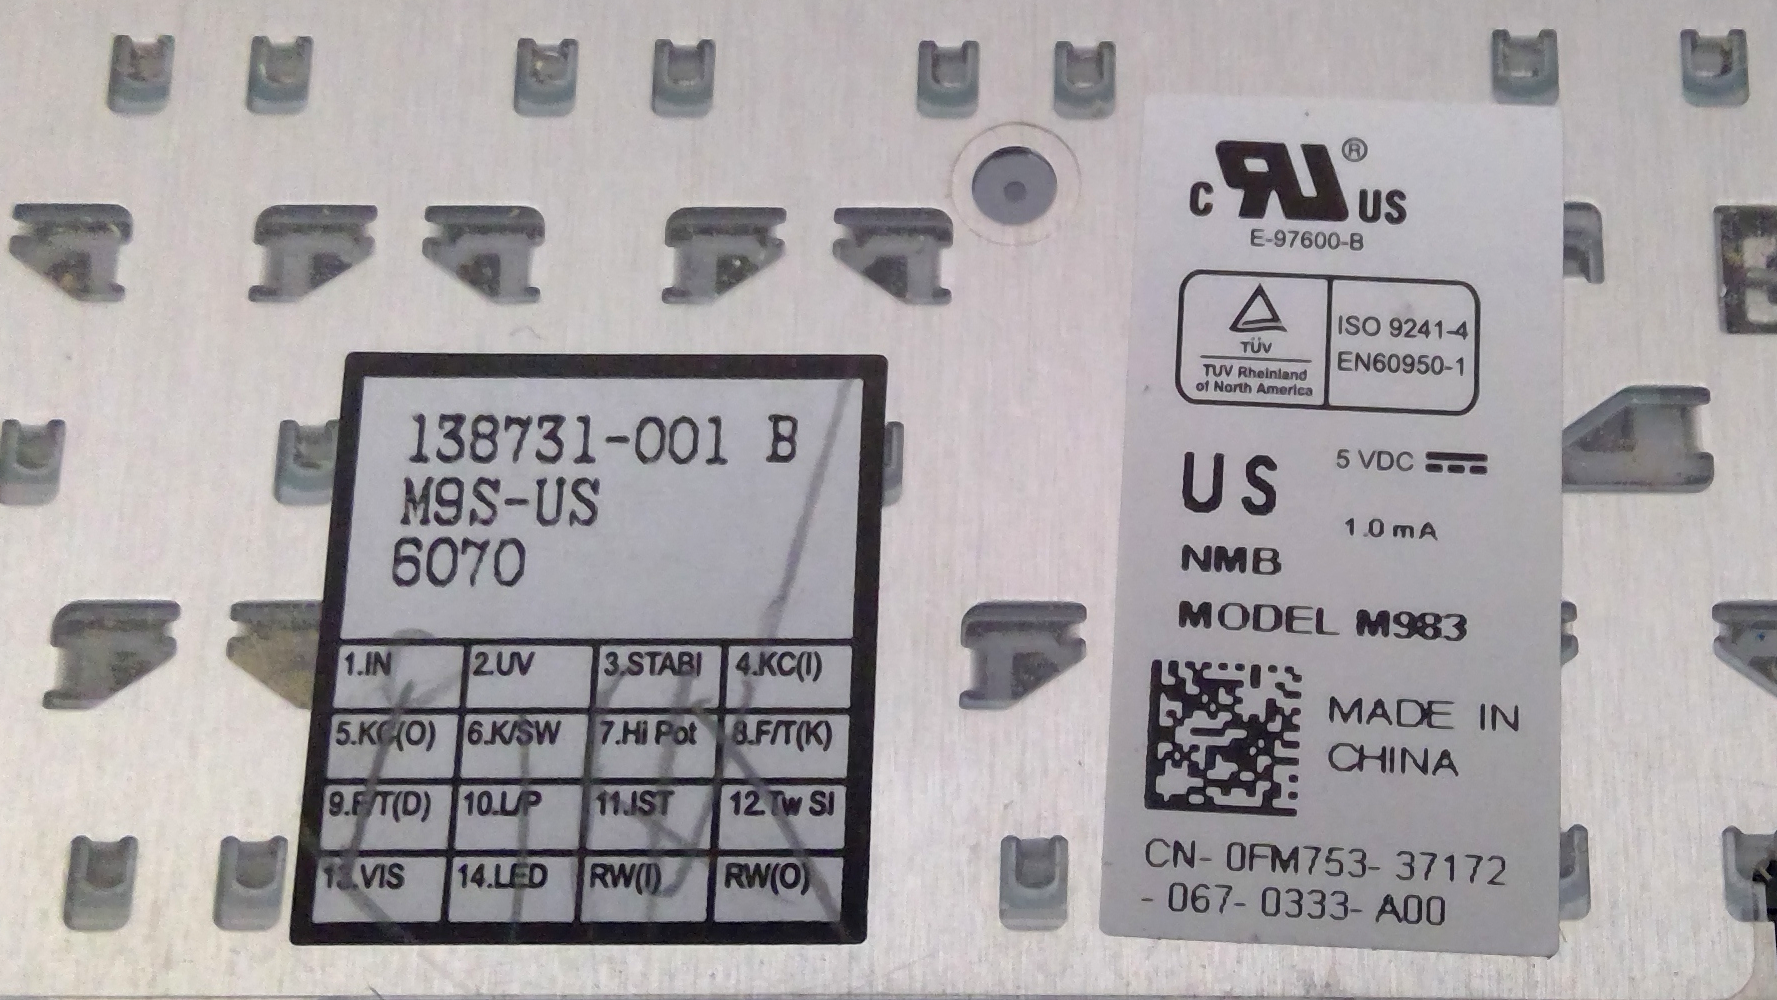 138731-001 B
M9S-US
6070
1.IN 2.UV 3.STABI 4.KC(I)
5.KC(O) 6.K/SW 7.Hi Pot 8.F/T(K)
9.F/T(D) 10.L/P 11.IST 12.Tw SI
13.VIS 14.LED RW(I) RW(O)
C RU® US
E-97600-B
TÜV
TUV Rheinland
of North America
ISO 9241-4
EN60950-1
US 5 VDC
1.0 mA
NMB
MODEL M983
MADE IN
CHINA
CN- 0FM753- 37172
- 067- 0333- A00